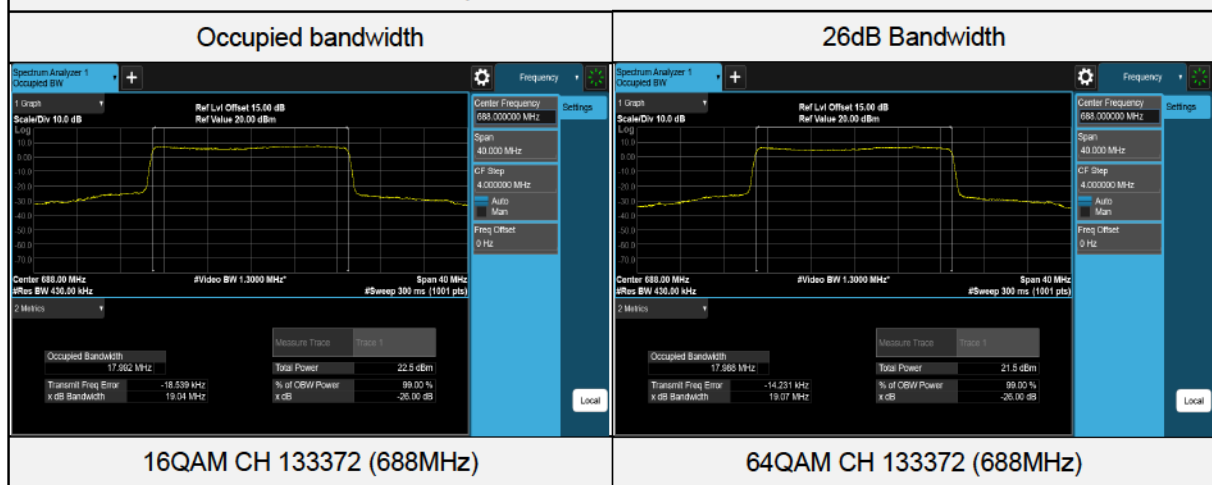 Occupied bandwidth
26dB Bandwidth
Spectrum Analyzer 1
Occupied BW
+
Frequency
1 Graph
Scale/Div 10.0 dB
Ref Lvl Offset 15.00 dB
Ref Value 20.00 dBm
Log
10.0
0.00
-10.0
-20.0
-30.0
-40.0
-50.0
-60.0
-70.0
Center 688.00 MHz
#Res BW 430.00 kHz
#Video BW 1.3000 MHz*
Span 40 MHz
#Sweep 300 ms (1001 pts)
Center Frequency
688.000000 MHz
Settings
Span
40.000 MHz
CF Step
4.000000 MHz
Auto
Man
Freq Offset
0 Hz
2 Metrics
Measure Trace Trace 1
Occupied Bandwidth
17.982 MHz
Total Power 22.5 dBm
Transmit Freq Error -18.539 kHz
% of OBW Power 99.00 %
x dB Bandwidth 19.04 MHz
x dB -26.00 dB
Local
Spectrum Analyzer 1
Occupied BW
+
Frequency
1 Graph
Scale/Div 10.0 dB
Ref Lvl Offset 15.00 dB
Ref Value 20.00 dBm
Log
10.0
0.00
-10.0
-20.0
-30.0
-40.0
-50.0
-60.0
-70.0
Center 688.00 MHz
#Res BW 430.00 kHz
#Video BW 1.3000 MHz*
Span 40 MHz
#Sweep 300 ms (1001 pts)
Center Frequency
688.000000 MHz
Settings
Span
40.000 MHz
CF Step
4.000000 MHz
Auto
Man
Freq Offset
0 Hz
2 Metrics
Measure Trace Trace 1
Occupied Bandwidth
17.988 MHz
Total Power 21.5 dBm
Transmit Freq Error -14.231 kHz
% of OBW Power 99.00 %
x dB Bandwidth 19.07 MHz
x dB -26.00 dB
Local
16QAM CH 133372 (688MHz)
64QAM CH 133372 (688MHz)